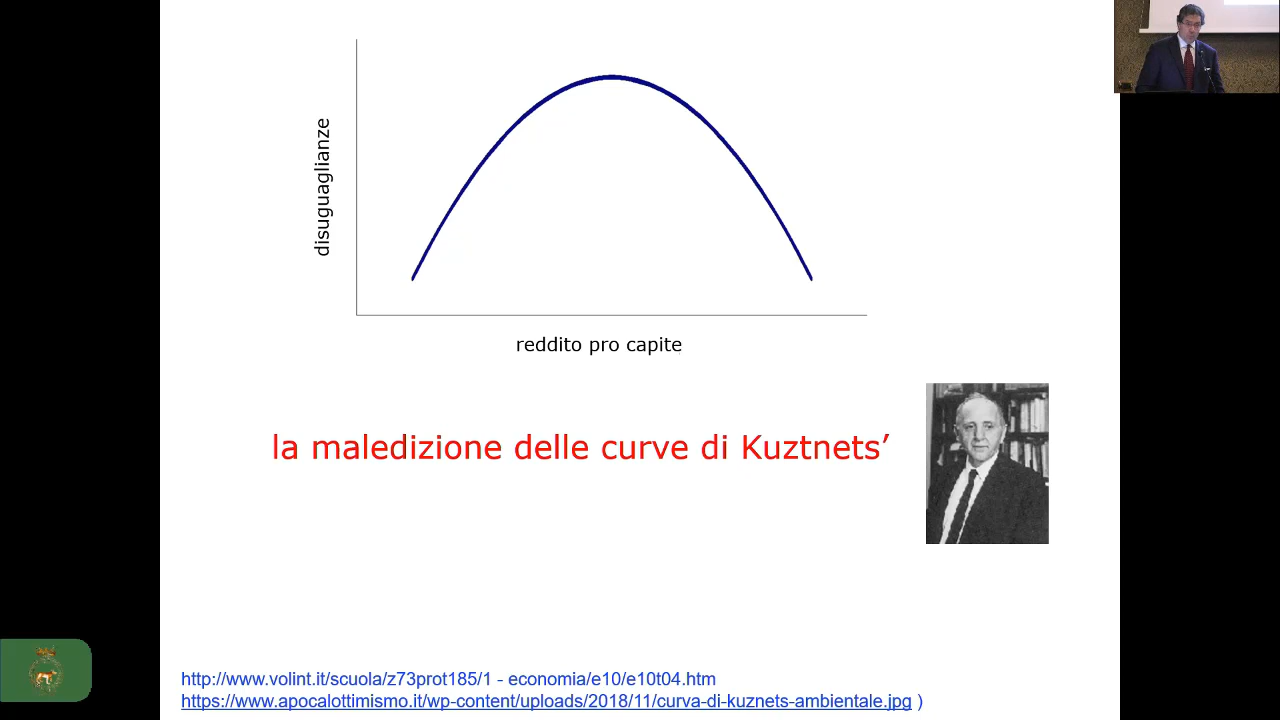 disuguaglianze
reddito pro capite
la maledizione delle curve di Kuztnets’
http://www.volint.it/scuola/z73prot185/1 - economia/e10/e10t04.htm
https://www.apocalottimismo.it/wp-content/uploads/2018/11/curva-di-kuznets-ambientale.jpg )